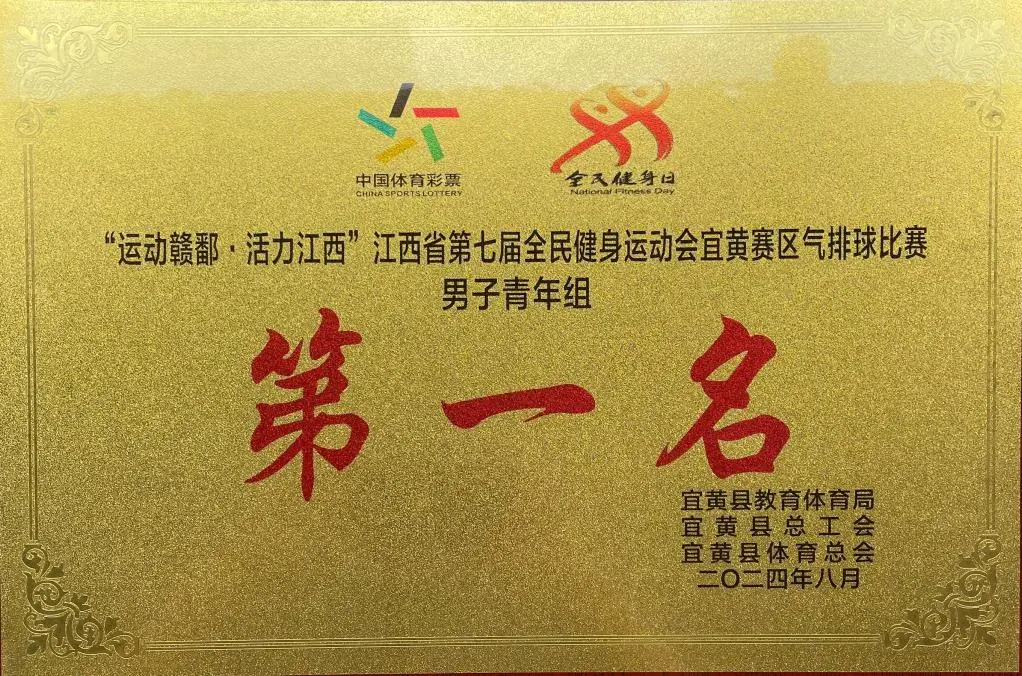 中国体育彩票
CHINA SPORTS LOTTERY
全民健身日
National Fitness Day
“运动赣鄱·活力江西”江西省第七届全民健身运动会宜黄赛区气排球比赛
男子青年组
第一名
宜黄县教育体育局
宜黄县总工会
宜黄县体育总会
二〇二四年八月